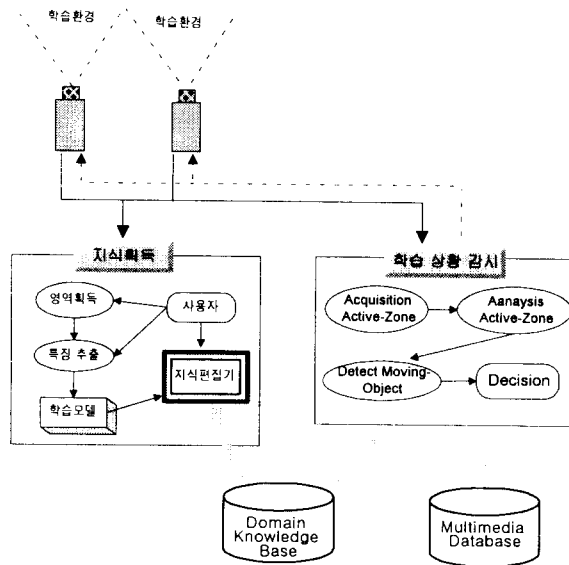 학습환경
학습환경
지식획득
학습 상황 감시
영역획득
사용자
특징 추출
지식편집기
학습모델
Acquisition
Active-Zone
Aanaysis
Active-Zone
Detect Moving-
Object
Decision
Domain
Knowledge
Base
Multimedia
Database